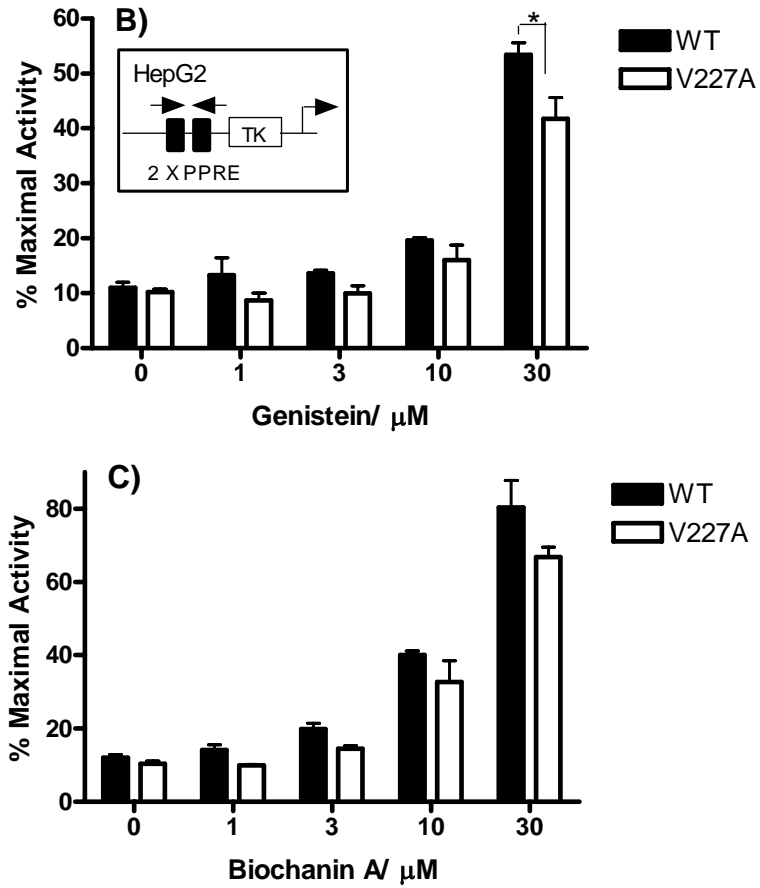 B)
60
50
40
30
20
10
0
% Maximal Activity
HepG2
TK
2 X PPRE
*
WT
V227A
0 1 3 10 30
Genistein/ μM
C)
80
60
40
20
0
% Maximal Activity
WT
V227A
0 1 3 10 30
Biochanin A/ μM